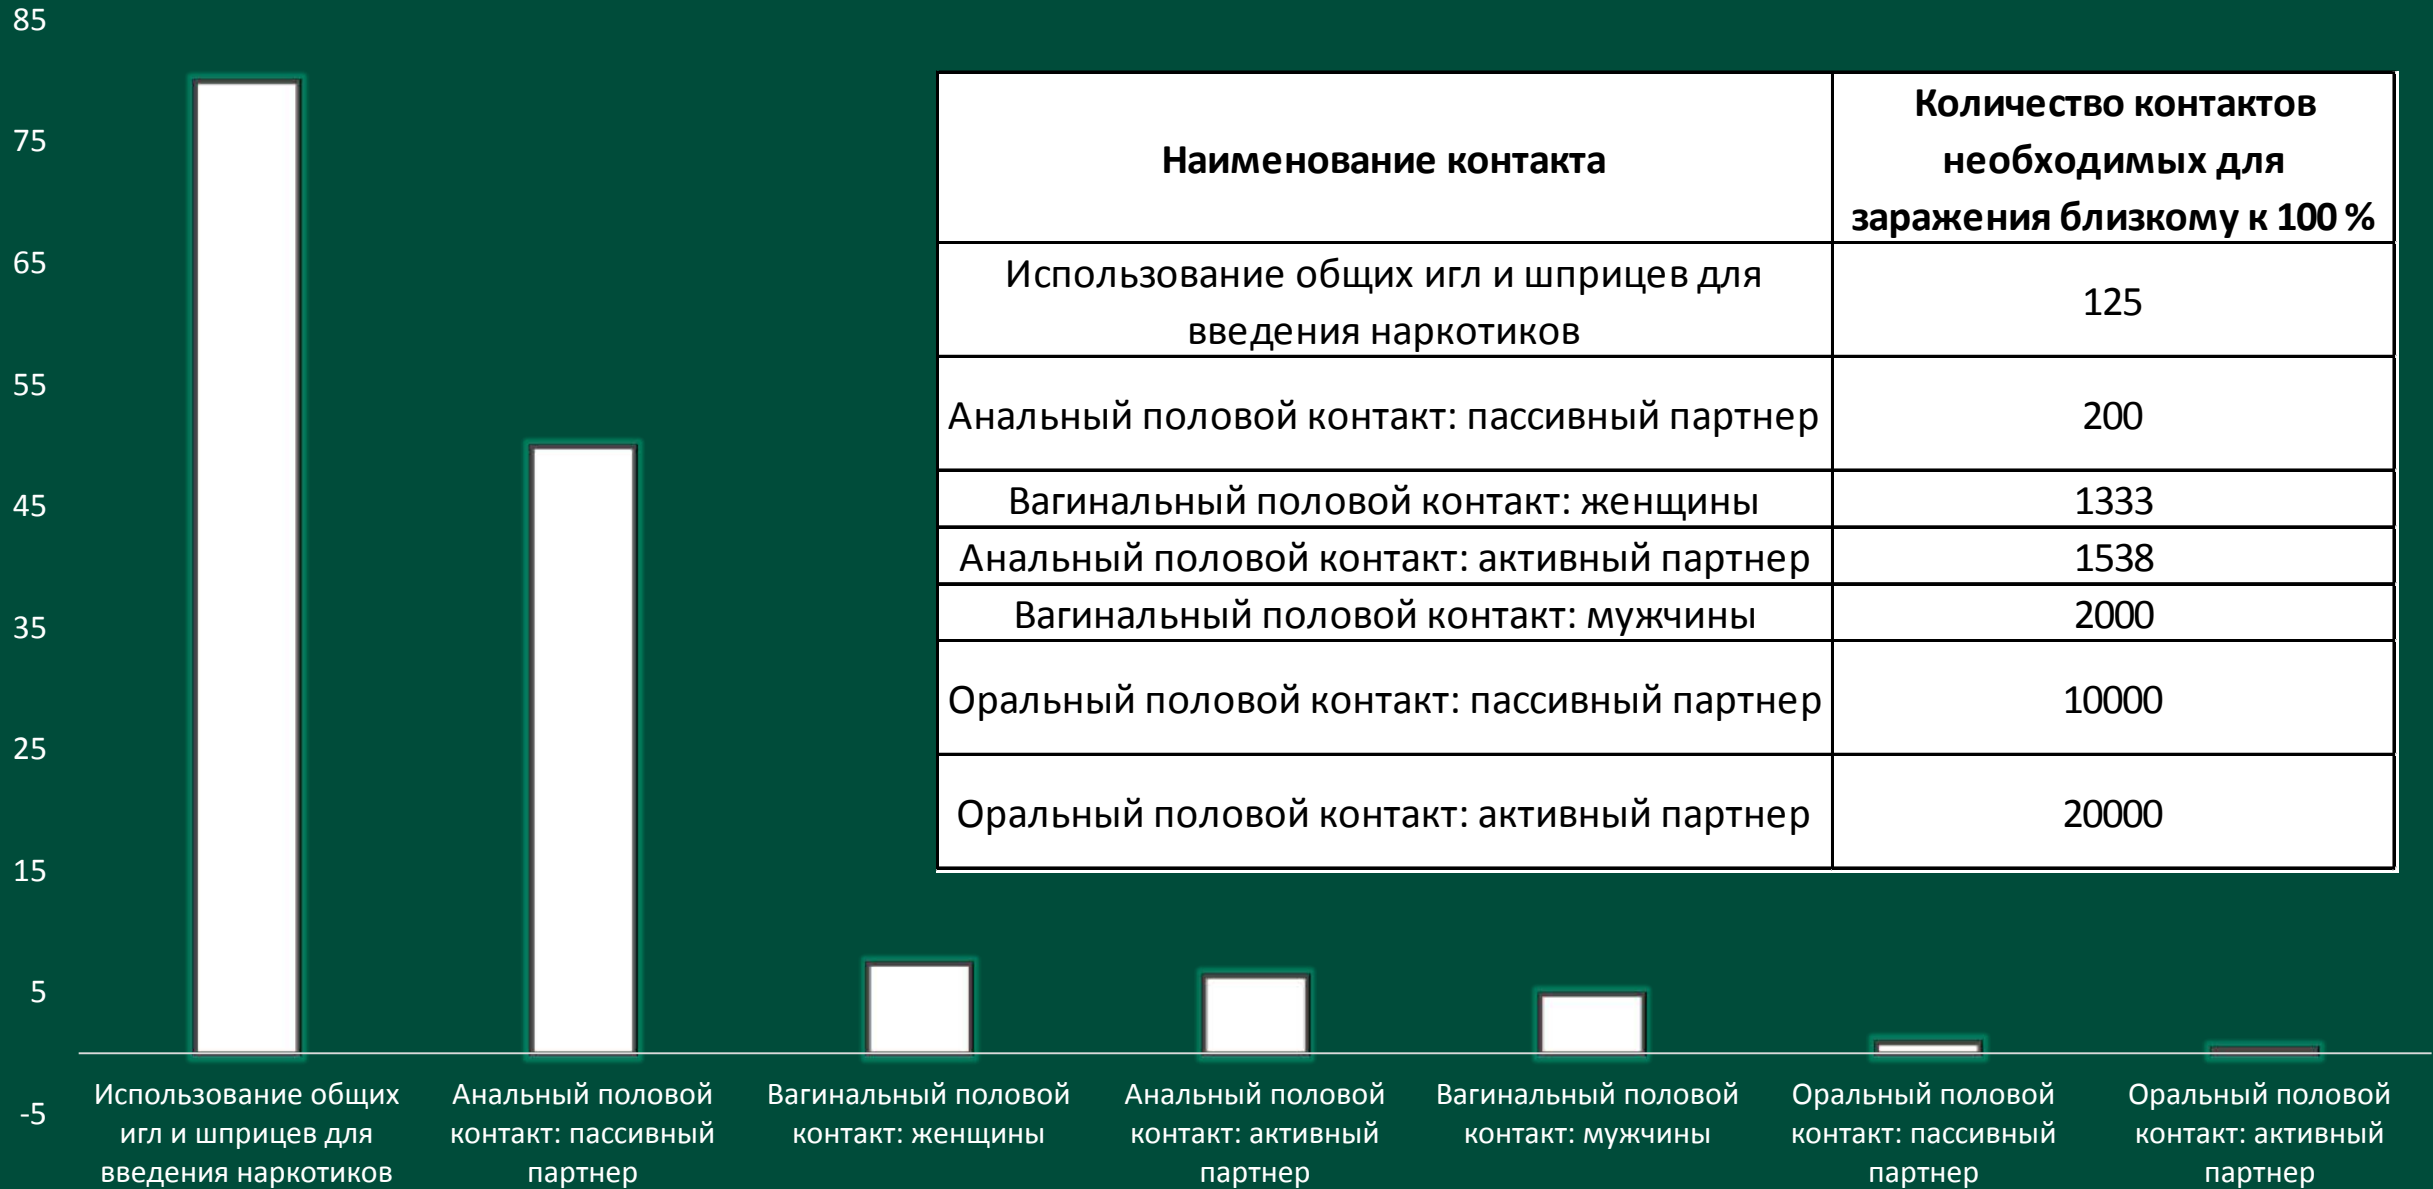 85
75
65
55
45
35
25
15
5
-5
Наименование контакта
Количество контактов
необходимых для
заражения близкому к 100 %
Использование общих игл и шприцев для
введения наркотиков
125
Анальный половой контакт: пассивный партнер
200
Вагинальный половой контакт: женщины
1333
Анальный половой контакт: активный партнер
1538
Вагинальный половой контакт: мужчины
2000
Оральный половой контакт: пассивный партнер
10000
Оральный половой контакт: активный партнер
20000
Использование общих
игл и шприцев для
введения наркотиков
Анальный половой
контакт: пассивный
партнер
Вагинальный половой
контакт: женщины
Анальный половой
контакт: активный
партнер
Вагинальный половой
контакт: мужчины
Оральный половой
контакт: пассивный
партнер
Оральный половой
контакт: активный
партнер